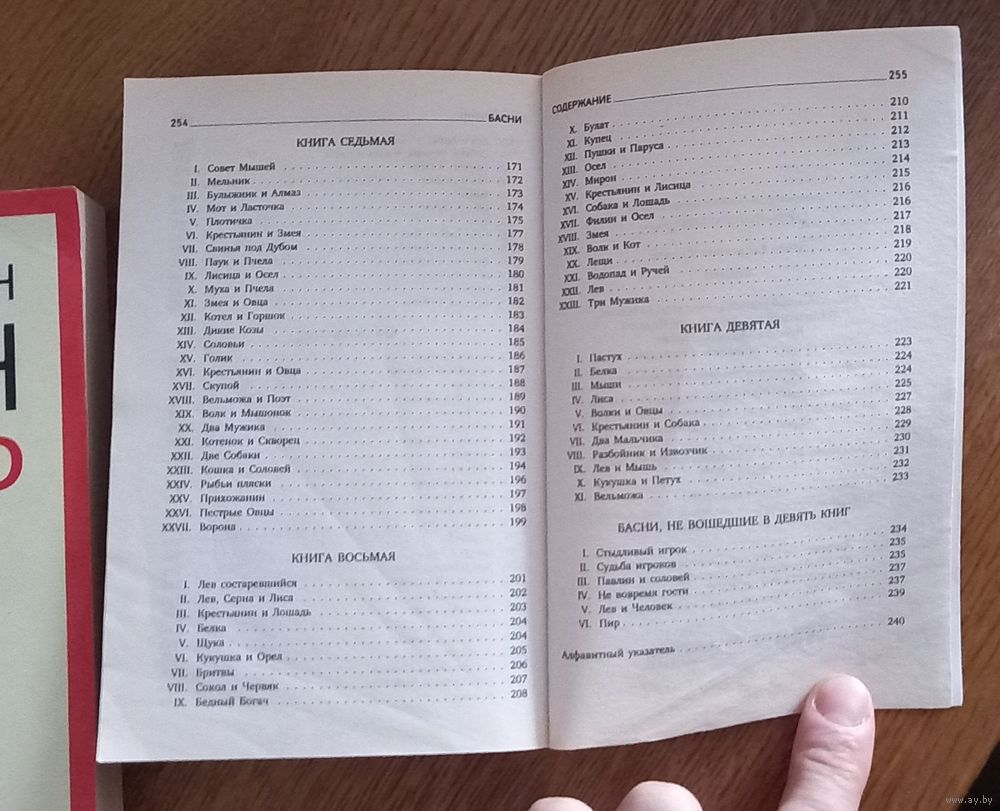 254 БАСНИ
КНИГА СЕДЬМАЯ
I. Совет Мышей 171
II. Мельник 172
III. Булыжник и Алмаз 173
IV. Мот и Ласточка 174
V. Плотичка 175
VI. Крестьянин и Змея 177
VII. Свинья под Дубом 178
VIII. Паук и Пчела 179
IX. Лисица и Осел 180
X. Муха и Пчела 181
XI. Змея и Овца 182
XII. Котел и Горшок 183
XIII. Дикие Козы 184
XIV. Соловьи 185
XV. Голик 186
XVI. Крестьянин и Овца 187
XVII. Скупой 188
XVIII. Вельможа и Поэт 189
XIX. Волк и Мышонок 190
XX. Два Мужика 191
XXI. Котенок и Скворец 192
XXII. Две Собаки 193
XXIII. Кошка и Соловей 194
XXIV. Рыбьи пляски 196
XXV. Прихожанин 197
XXVI. Пестрые Овцы 198
XXVII. Ворона 199
КНИГА ВОСЬМАЯ
I. Лев состаревшийся 201
II. Лев, Серна и Лиса 202
III. Крестьянин и Лошадь 203
IV. Белка 204
V. Щука 204
VI. Кукушка и Орел 205
VII. Бритвы 206
VIII. Сокол и Червяк 207
IX. Бедный Богач 208
СОДЕРЖАНИЕ 255
X. Булат 210
XI. Купец 211
XII. Пушки и Паруса 212
XIII. Осел 213
XIV. Мирон 214
XV. Крестьянин и Лисица 215
XVI. Собака и Лошадь 216
XVII. Филин и Осел 216
XVIII. Змея 217
XIX. Волк и Кот 218
XX. Лещи 219
XXI. Водопад и Ручей 220
XXII. Лев 220
XXIII. Три Мужика 221
КНИГА ДЕВЯТАЯ
I. Пастух 223
II. Белка 224
III. Мыши 224
IV. Лиса 225
V. Волки и Овцы 227
VI. Крестьянин и Собака 228
VII. Два Мальчика 229
VIII. Разбойник и Извозчик 230
IX. Лев и Мышь 231
X. Кукушка и Петух 232
XI. Вельможа 233
БАСНИ, НЕ ВОШЕДШИЕ В ДЕВЯТЬ КНИГ
I. Стыдливый игрок 234
II. Судьба игроков 235
III. Павлин и соловей 235
IV. Не вовремя гости 237
V. Лев и Человек 237
VI. Пир 239
Алфавитный указатель 240
Н
Н
www.ay.by